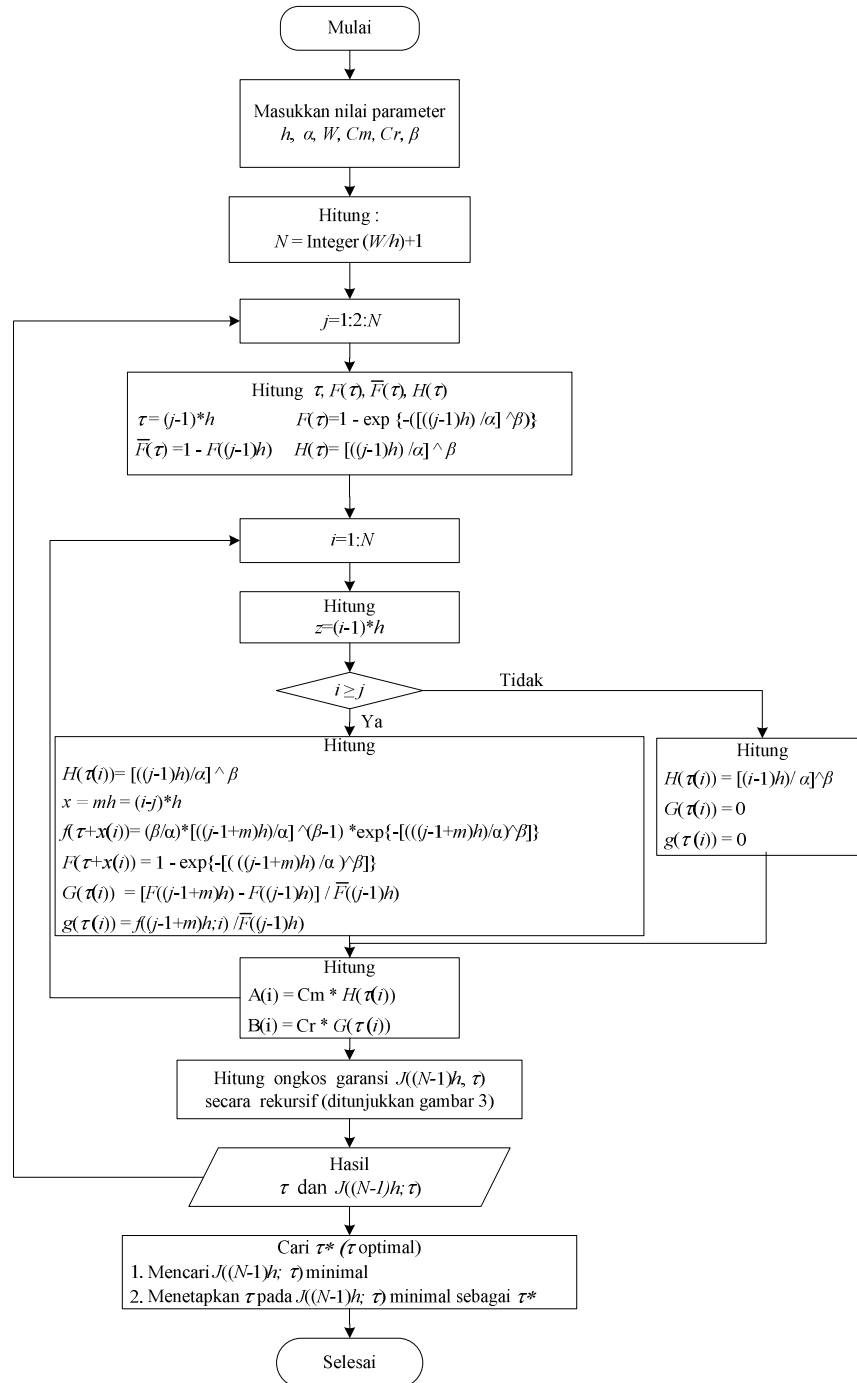 Mulai
Masukkan nilai parameter
h, α, W, Cm, Cr, β
Hitung :
N = Integer (W/h)+1
j=1:2:N
Hitung τ, F(τ), F̅(τ), H(τ)
τ = (j-1)*h F(τ)=1 - exp {-([((j-1)h) /α] ^β)}
F̅(τ) =1 - F((j-1)h) H(τ)= [((j-1)h) /α] ^ β
i=1:N
Hitung
z=(i-1)*h
i ≥ j
Tidak
Ya
Hitung
H(τ(i))= [((j-1)h)/α] ^ β
x = mh = (i-j)*h
f(τ+x(i))= (β/α)*[((j-1+m)h)/α] ^(β-1) *exp{-[(((j-1+m)h)/α)^β]}
F(τ+x(i)) = 1 - exp{-[( ((j-1+m)h) /α )^β]}
G(τ(i)) = [F((j-1+m)h) - F((j-1)h)] / F̅((j-1)h)
g(τ(i)) = f((j-1+m)h;i) /F̅((j-1)h)
Hitung
H(τ(i)) = [(i-1)h)/ α]^β
G(τ(i)) = 0
g(τ(i)) = 0
Hitung
A(i) = Cm * H(τ(i))
B(i) = Cr * G(τ(i))
Hitung ongkos garansi J((N-1)h, τ)
secara rekursif (ditunjukkan gambar 3)
Hasil
τ dan J((N-1)h;τ)
Cari τ* (τ optimal)
1. Mencari J((N-1)h; τ) minimal
2. Menetapkan τ pada J((N-1)h; τ) minimal sebagai τ*
Selesai